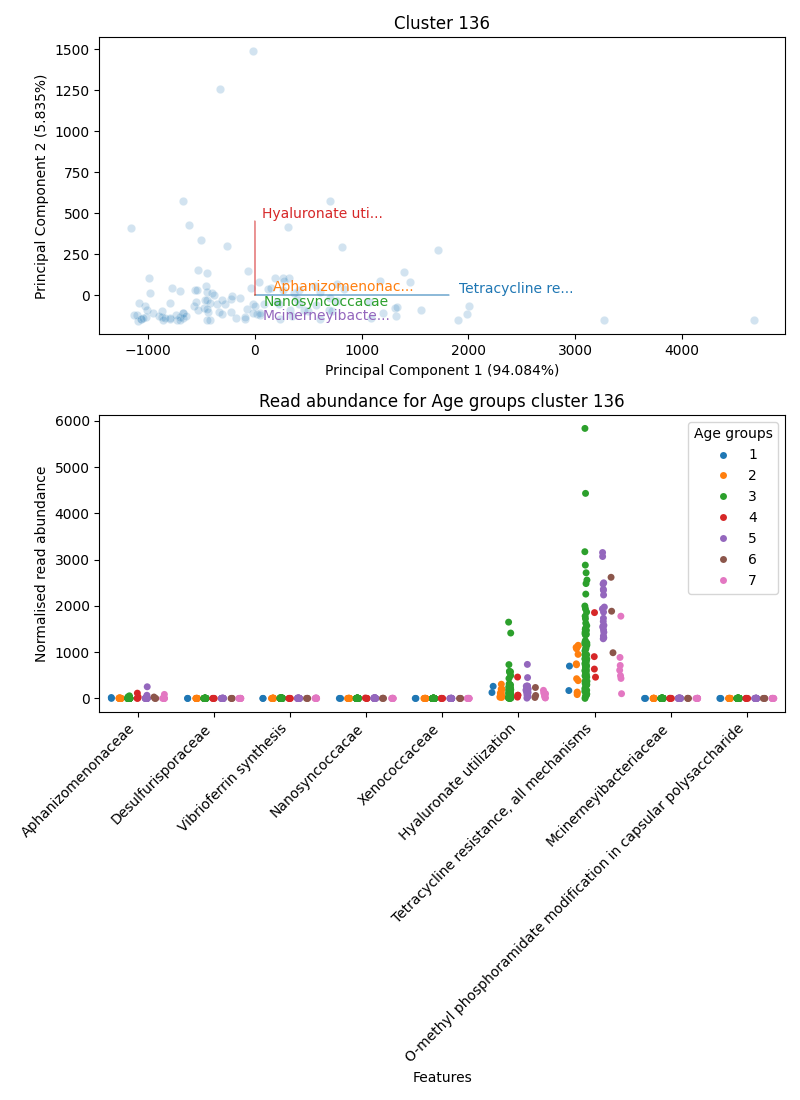 Cluster 136
1500
1250
1000
750
500
250
0
Principal Component 2 (5.835%)
Hyaluronate uti...
Aphanizomenonac...
Tetracycline re...
Nanosyncoccacae
Mcinerneyibacte...
−1000
0
1000
2000
3000
4000
Principal Component 1 (94.084%)
Read abundance for Age groups cluster 136
6000
5000
4000
3000
2000
1000
0
Normalised read abundance
Age groups
1
2
3
4
5
6
7
Aphanizomenonaceae
Desulfurisporaceae
Vibrioferrin synthesis
Nanosyncoccacae
Xenococcaceae
Hyaluronate utilization
Tetracycline resistance, all mechanisms
Mcinerneyibacteriaceae
O-methyl phosphoramidate modification in capsular polysaccharide
Features